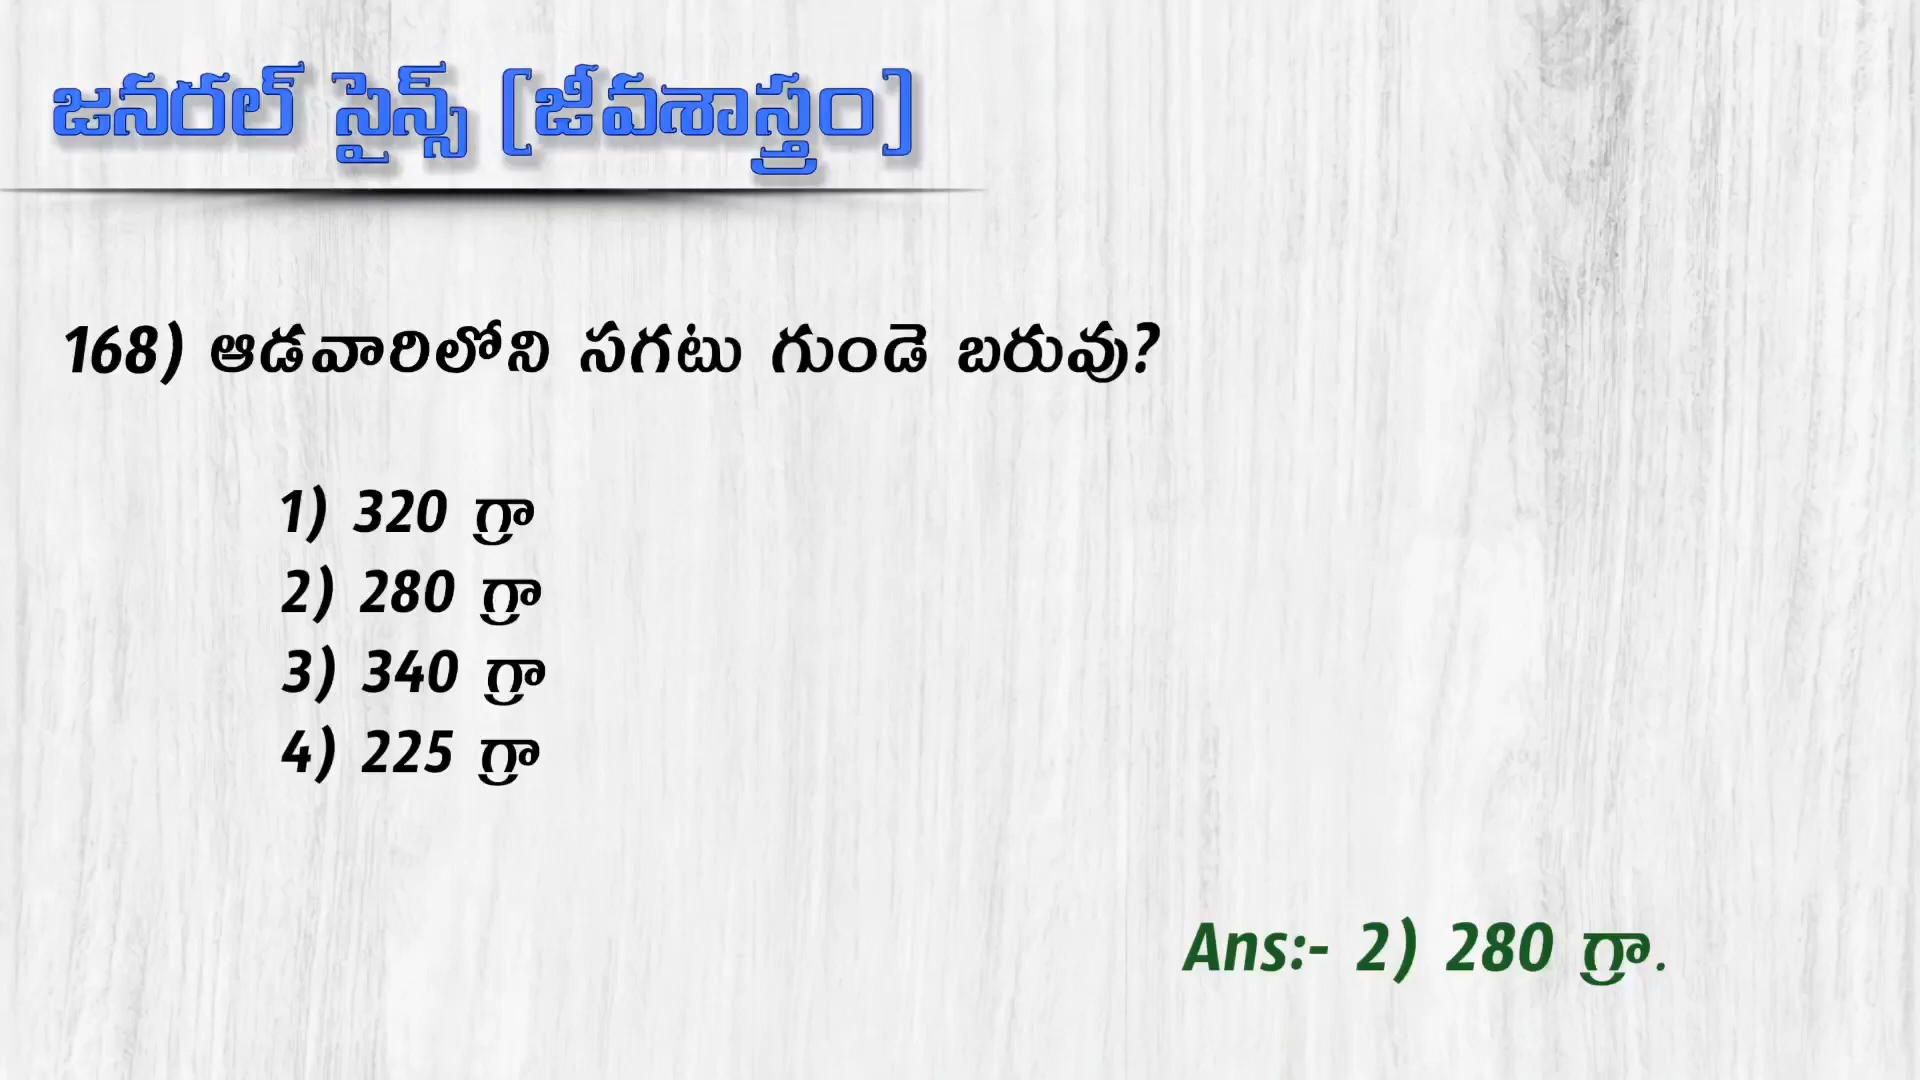 జనరల్ సైన్స్ [జీవశాస్త్రం]
168) ఆడవారిలోని సగటు గుండె బరువు?
1) 320 గ్రా
2) 280 గ్రా
3) 340 గ్రా
4) 225 గ్రా
Ans:- 2) 280 గ్రా.